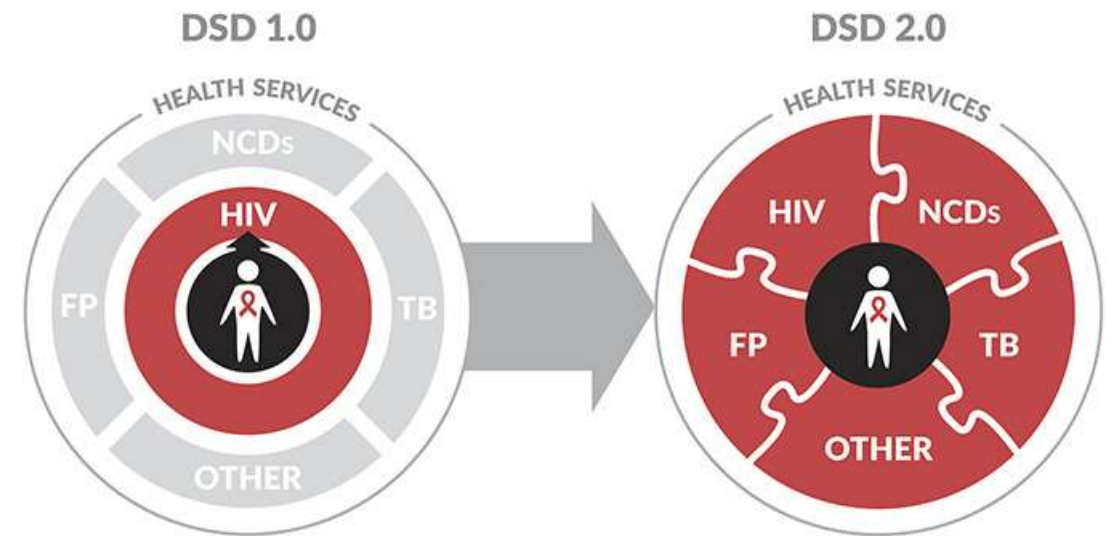 DSD 1.0
HEALTH SERVICES
NCDs
HIV
FP
TB
OTHER
DSD 2.0
HEALTH SERVICES
HIV
NCDs
FP
TB
OTHER